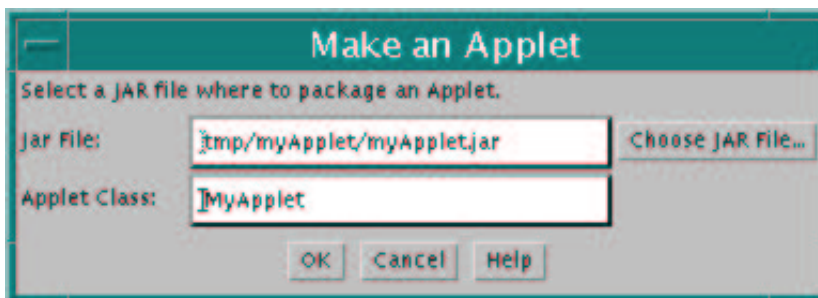 Make an Applet
Select a JAR file where to package an Applet.
Jar File: tmp/myApplet/myApplet.jar Choose JAR File...
Applet Class: MyApplet
OK Cancel Help